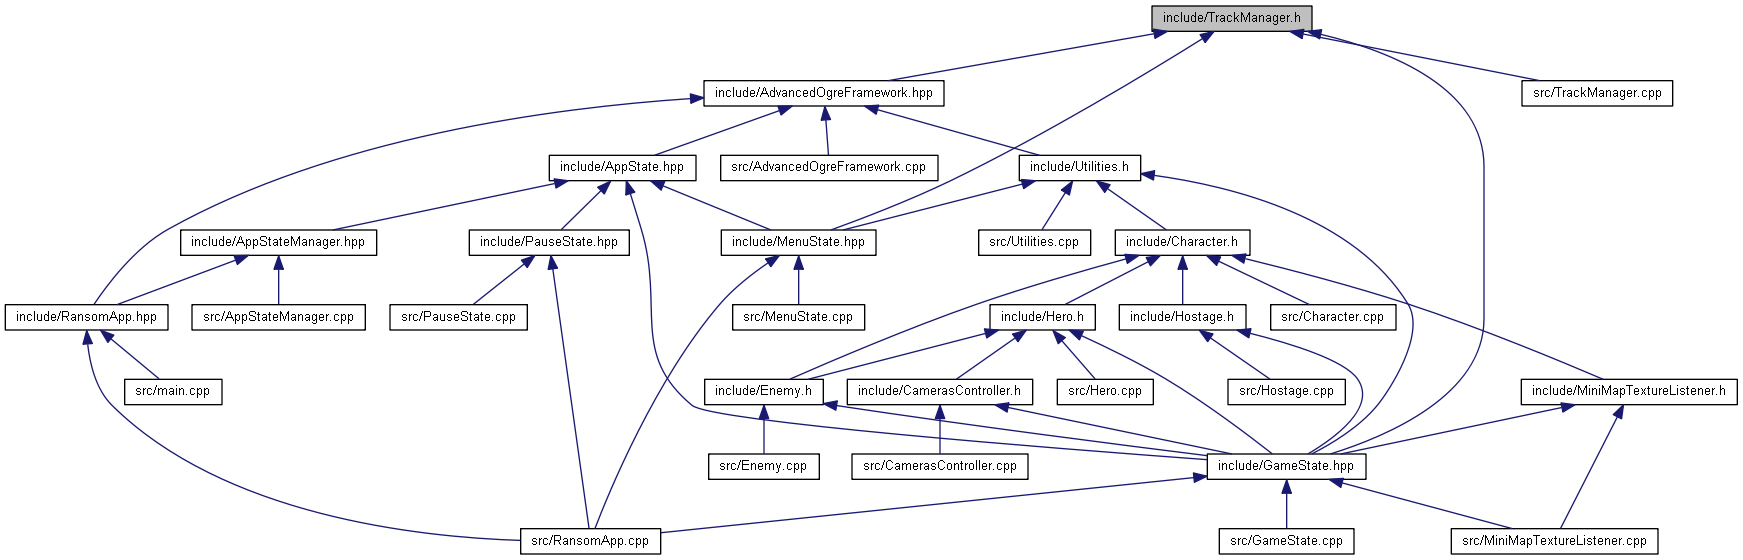 include/TrackManager.h
include/AdvancedOgreFramework.hpp
src/TrackManager.cpp
include/AppState.hpp
src/AdvancedOgreFramework.cpp
include/Utilities.h
include/AppStateManager.hpp
include/PauseState.hpp
include/MenuState.hpp
src/Utilities.cpp
include/Character.h
include/RansomApp.hpp
src/AppStateManager.cpp
src/PauseState.cpp
src/MenuState.cpp
include/Hero.h
include/Hostage.h
src/Character.cpp
src/main.cpp
include/Enemy.h
include/CamerasController.h
src/Hero.cpp
src/Hostage.cpp
include/MiniMapTextureListener.h
src/Enemy.cpp
src/CamerasController.cpp
include/GameState.hpp
src/RansomApp.cpp
src/GameState.cpp
src/MiniMapTextureListener.cpp